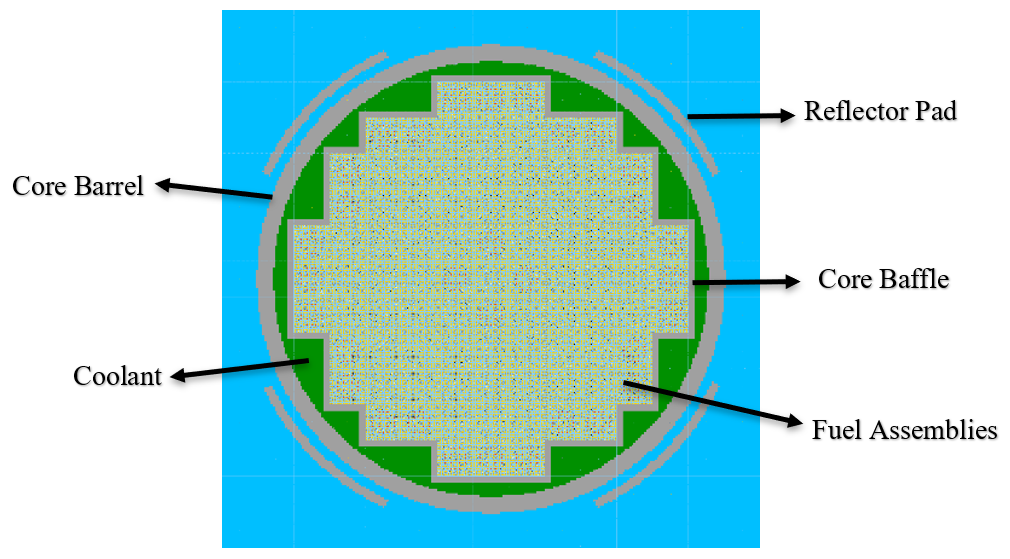 Reflector Pad
Core Barrel
Core Baffle
Coolant
Fuel Assemblies